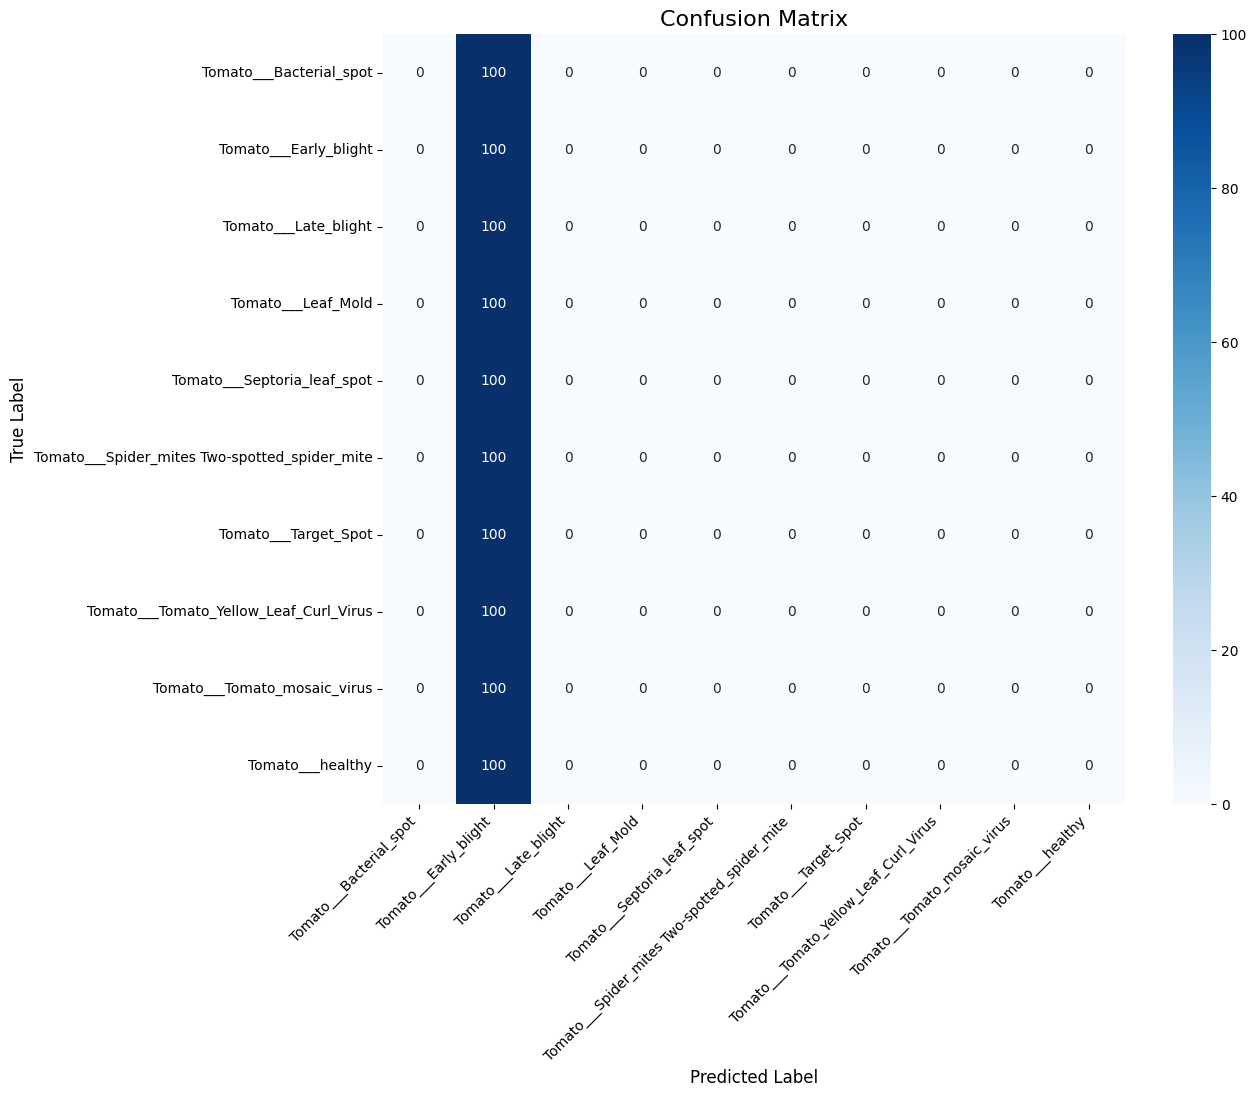 Confusion Matrix
True Label
Tomato___Bacterial_spot 0 100 0 0 0 0 0 0 0 0
Tomato___Early_blight 0 100 0 0 0 0 0 0 0 0
Tomato___Late_blight 0 100 0 0 0 0 0 0 0 0
Tomato___Leaf_Mold 0 100 0 0 0 0 0 0 0 0
Tomato___Septoria_leaf_spot 0 100 0 0 0 0 0 0 0 0
Tomato___Spider_mites Two-spotted_spider_mite 0 100 0 0 0 0 0 0 0 0
Tomato___Target_Spot 0 100 0 0 0 0 0 0 0 0
Tomato___Tomato_Yellow_Leaf_Curl_Virus 0 100 0 0 0 0 0 0 0 0
Tomato___Tomato_mosaic_virus 0 100 0 0 0 0 0 0 0 0
Tomato___healthy 0 100 0 0 0 0 0 0 0 0
Tomato___Bacterial_spot
Tomato___Early_blight
Tomato___Late_blight
Tomato___Leaf_Mold
Tomato___Septoria_leaf_spot
Tomato___Spider_mites Two-spotted_spider_mite
Tomato___Target_Spot
Tomato___Tomato_Yellow_Leaf_Curl_Virus
Tomato___Tomato_mosaic_virus
Tomato___healthy
Predicted Label
100
80
60
40
20
0